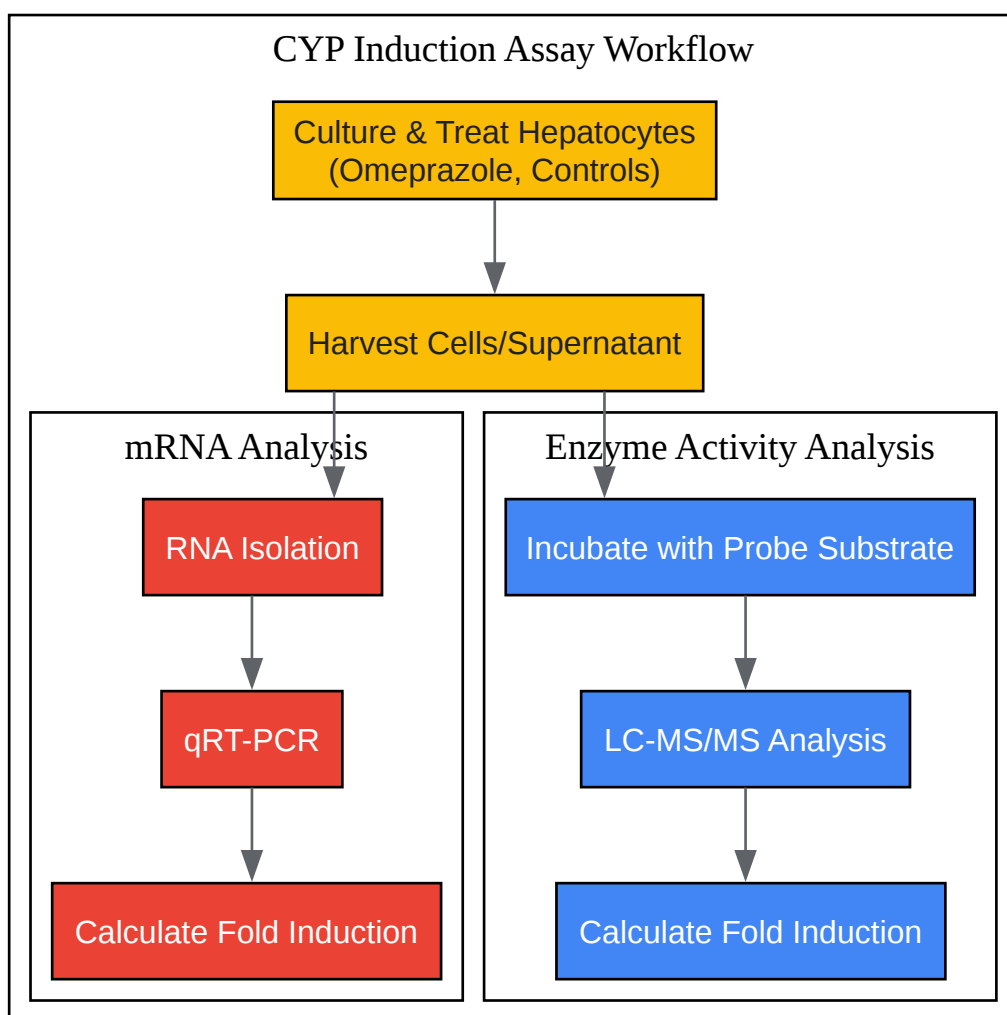 CYP Induction Assay Workflow
Culture & Treat Hepatocytes
(Omeprazole, Controls)
Harvest Cells/Supernatant
mRNA Analysis
RNA Isolation
qRT-PCR
Calculate Fold Induction
Enzyme Activity Analysis
Incubate with Probe Substrate
LC-MS/MS Analysis
Calculate Fold Induction